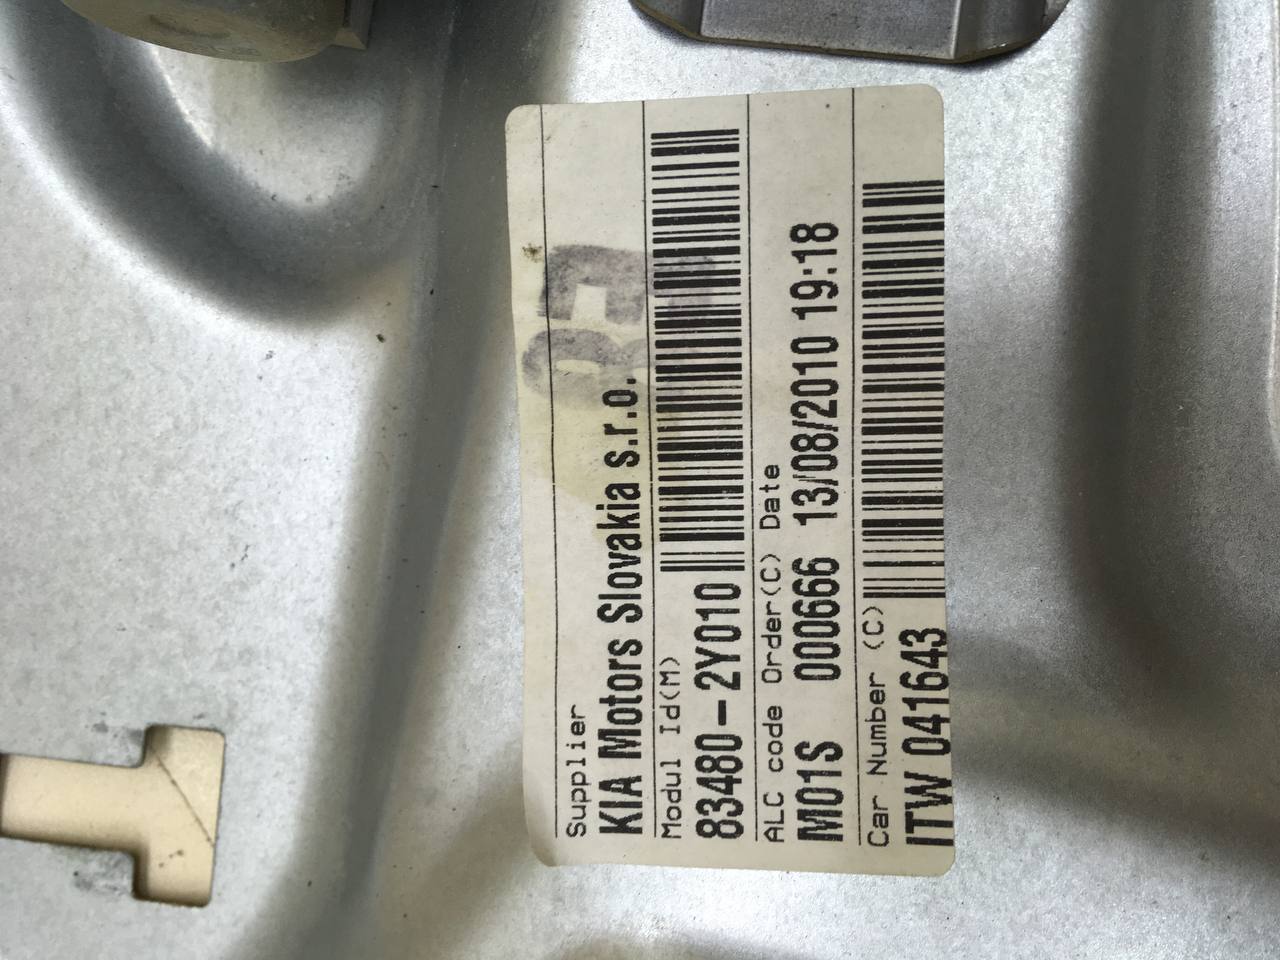 Supplier
KIA Motors Slovakia s.r.o.
Modul Id(M)
83480-2Y010
ALC code Order(C) Date
M01S 000666 13/08/2010 19:18
Car Number (C)
ITW 041643